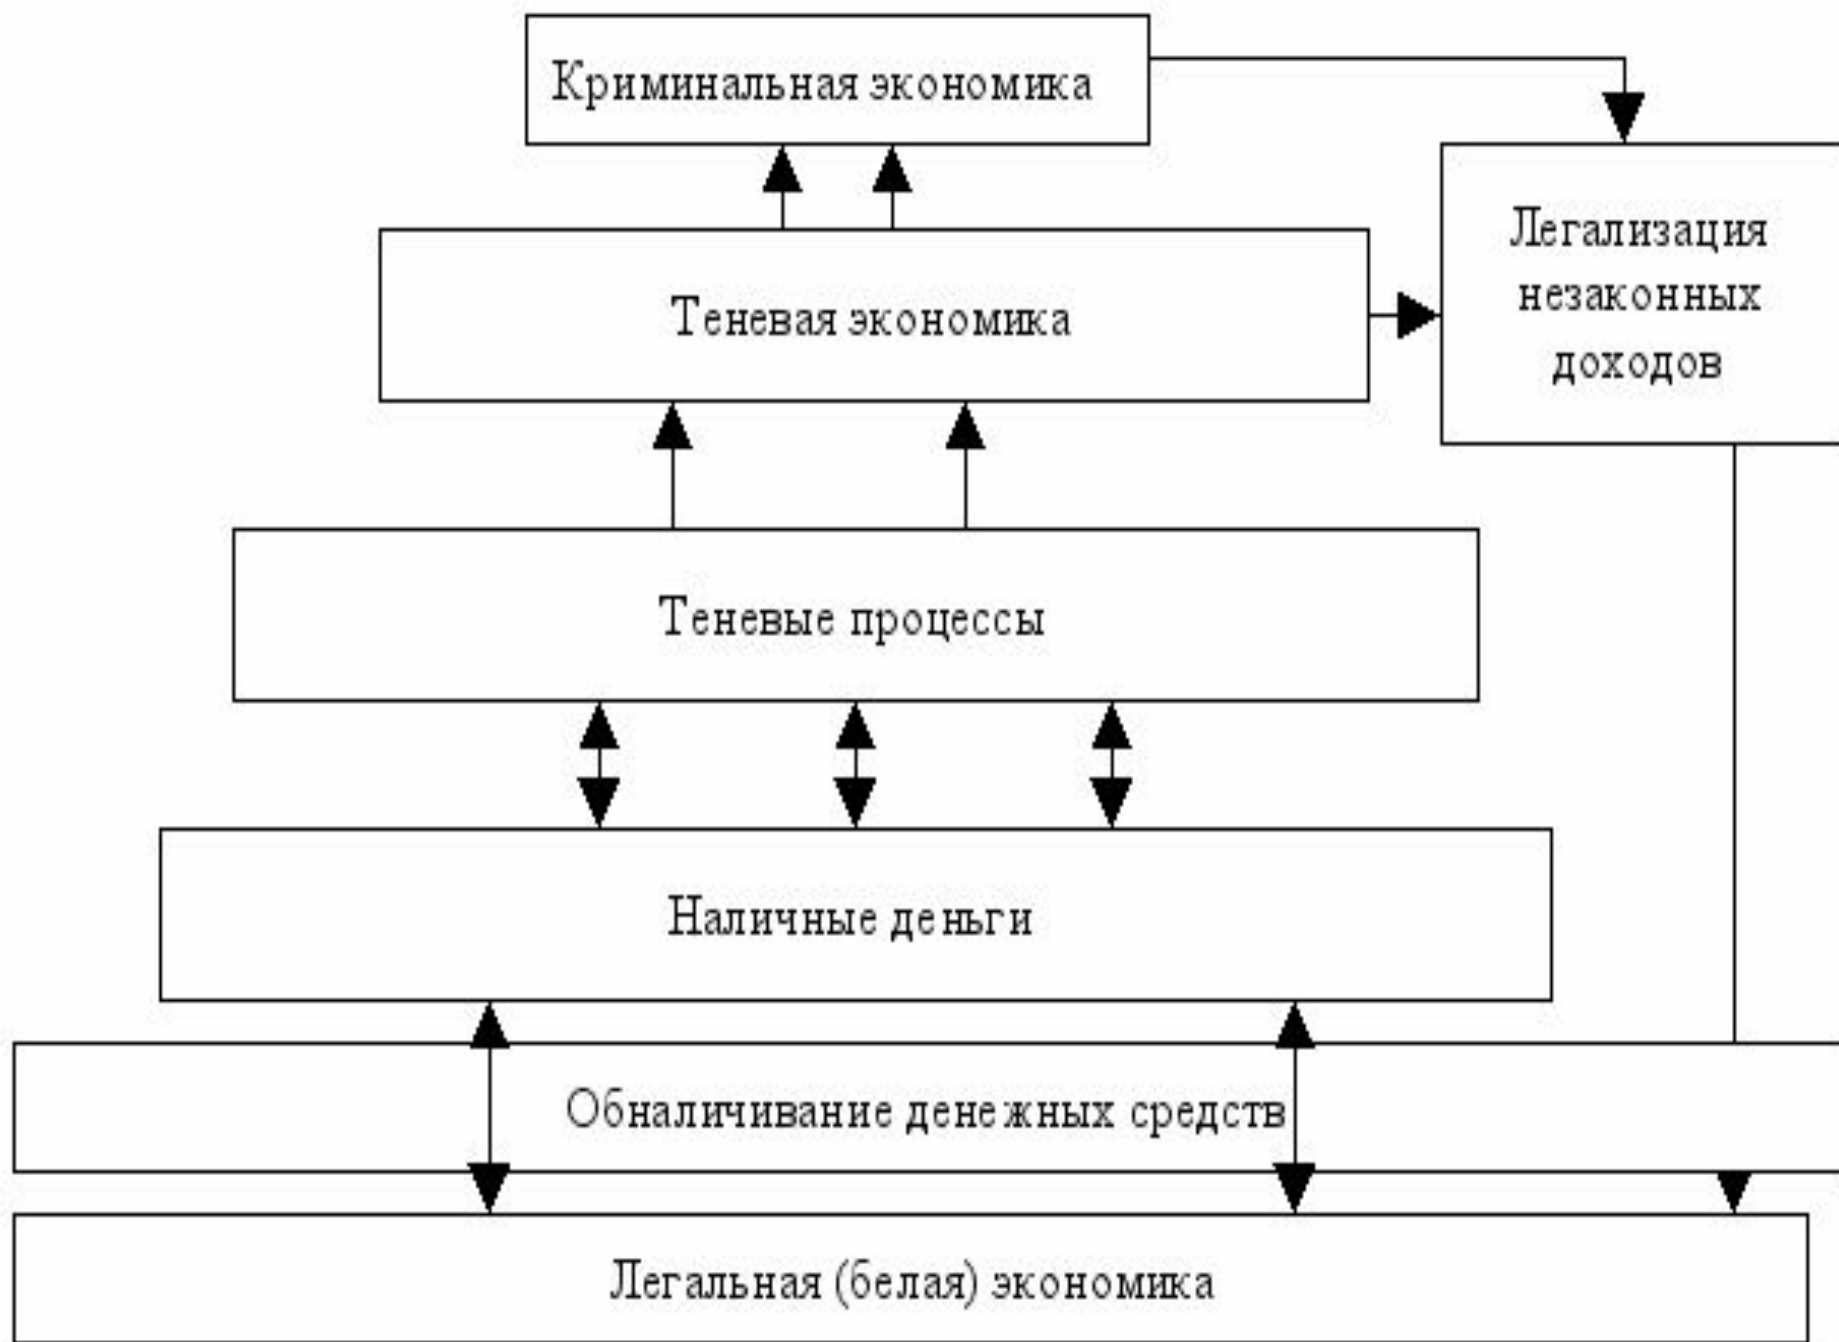 Криминальная экономика
Легализация
незаконных
доходов
Теневая экономика
Теневые процессы
Наличные деньги
Обналичивание денежных средств
Легальная (белая) экономика